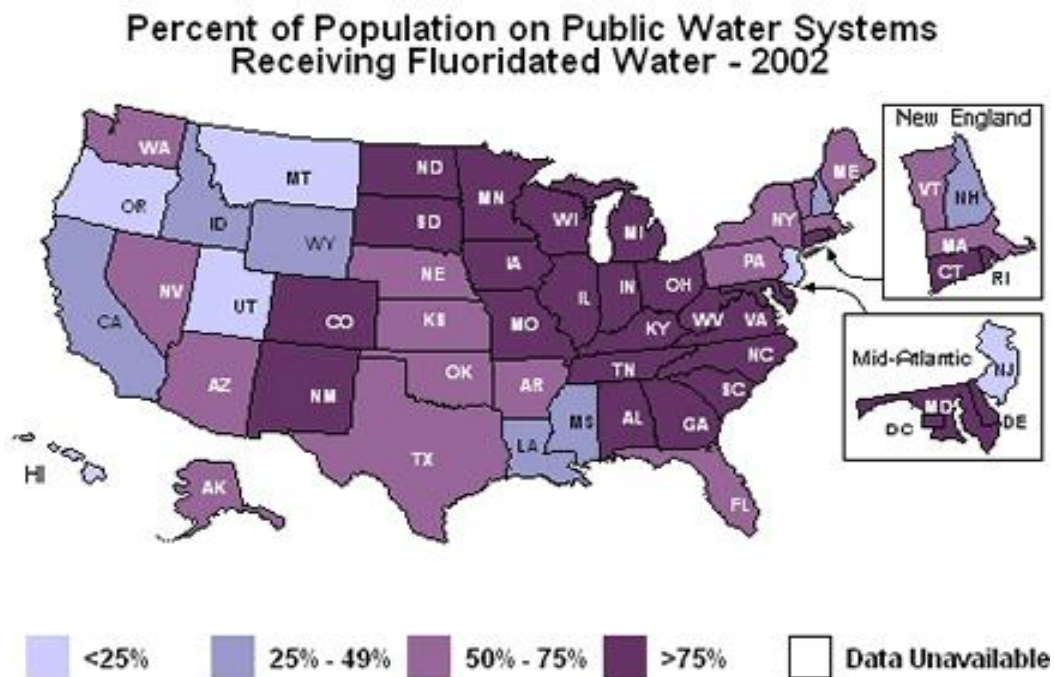 Percent of Population on Public Water Systems
Receiving Fluoridated Water - 2002
New England
WA
MT
ND
MN
ME
VT
NH
OR
ID
SD
WI
MI
NY
MA
WY
IA
PA
CT
RI
NE
NV
UT
IL
IN
OH
CA
CO
KS
MO
KY
WV
VA
Mid-Atlantic
NJ
AZ
NM
OK
AR
TN
NC
SC
MS
AL
GA
MD
DC
DE
LA
HI
TX
AK
FL
<25%
25% - 49%
50% - 75%
>75%
Data Unavailable